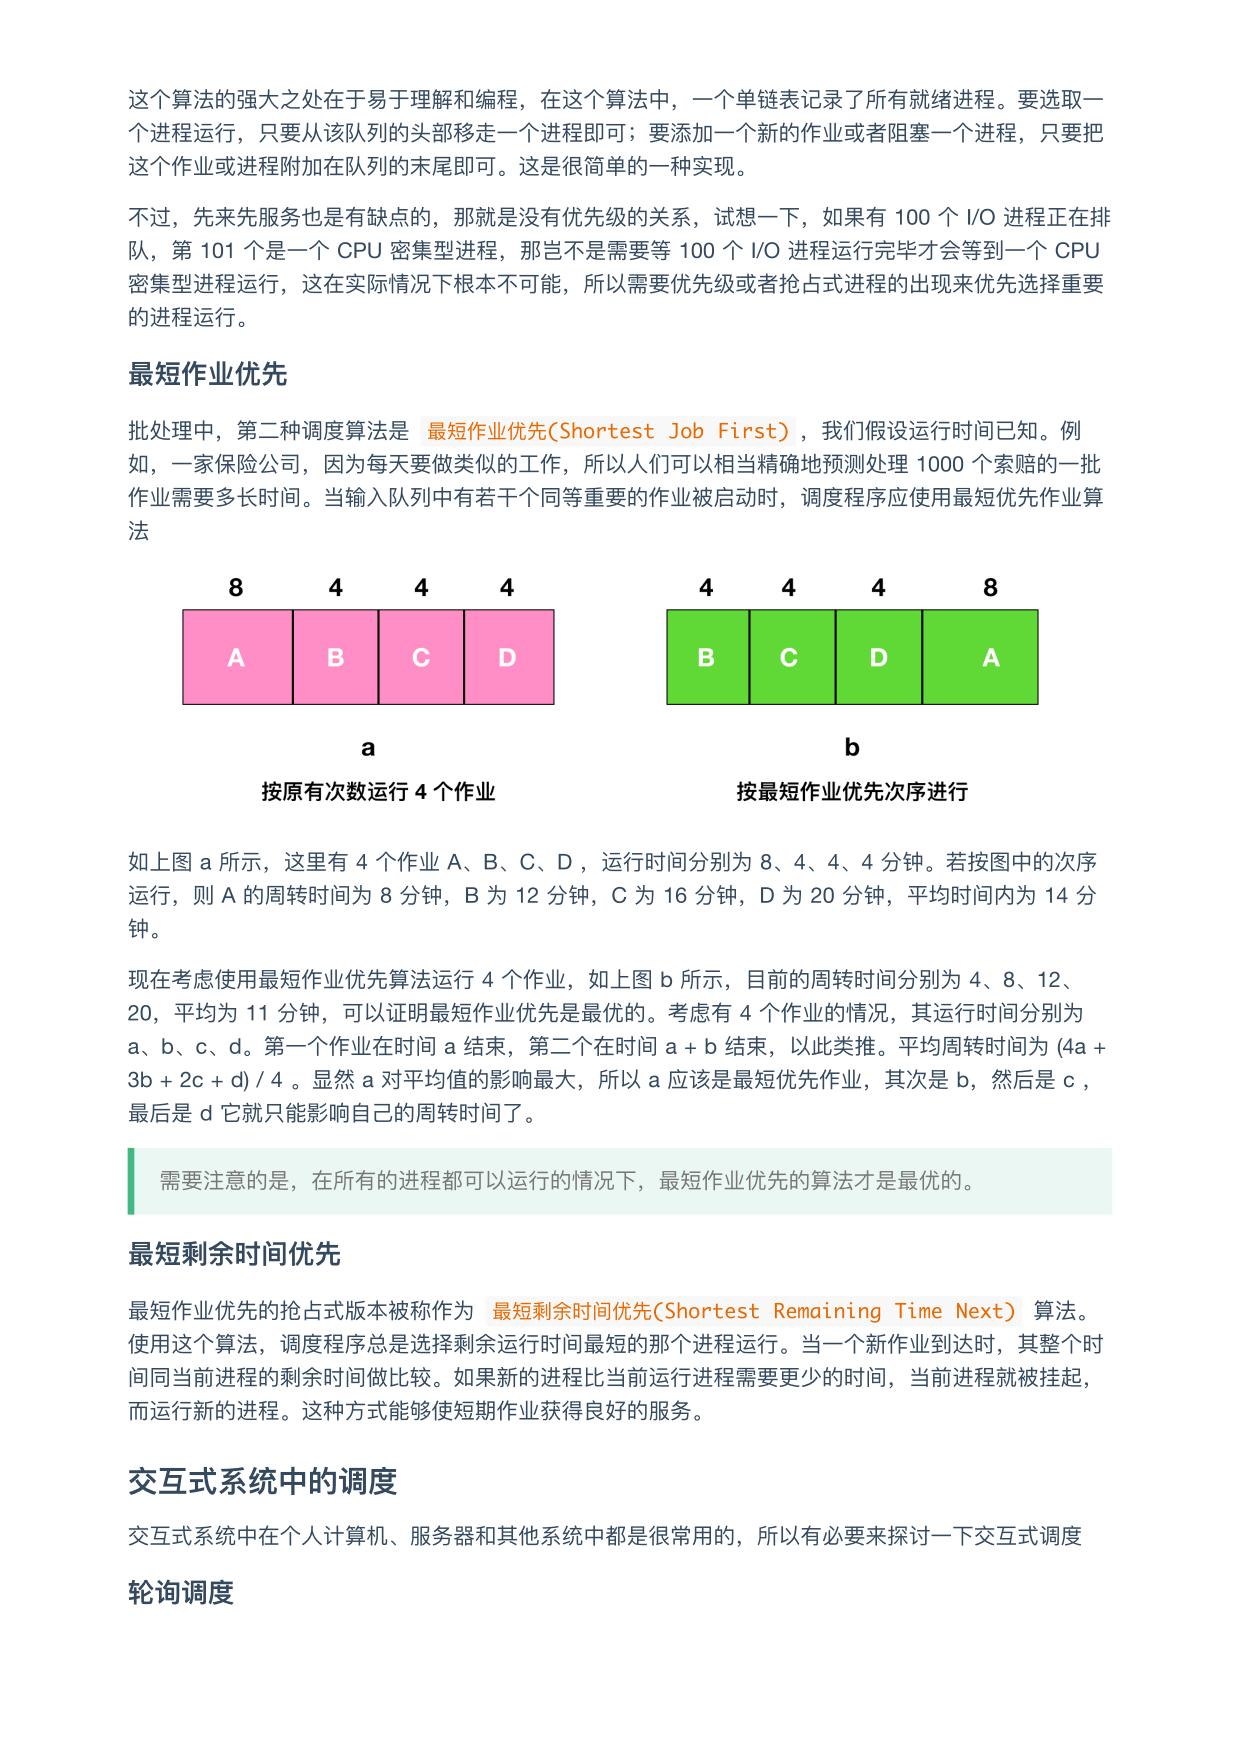 这个算法的强大之处在于易于理解和编程，在这个算法中，一个单链表记录了所有就绪进程。要选取一
个进程运行，只要从该队列的头部移走一个进程即可；要添加一个新的作业或者阻塞一个进程，只要把
这个作业或进程附加在队列的末尾即可。这是很简单的一种实现。
不过，先来先服务也是有缺点的，那就是没有优先级的关系，试想一下，如果有 100 个 I/O 进程正在排
队，第 101 个是一个 CPU 密集型进程，那岂不是需要等 100 个 I/O 进程运行完毕才会等到一个 CPU
密集型进程运行，这在实际情况下根本不可能，所以需要优先级或者抢占式进程的出现来优先选择重要
的进程运行。
最短作业优先
批处理中，第二种调度算法是 最短作业优先(Shortest Job First) ，我们假设运行时间已知。例
如，一家保险公司，因为每天要做类似的工作，所以人们可以相当精确地预测处理 1000 个索赔的一批
作业需要多长时间。当输入队列中有若干个同等重要的作业被启动时，调度程序应使用最短优先作业算
法
8 4 4 4
A B C D
a
按原有次数运行 4 个作业
4 4 4 8
B C D A
b
按最短作业优先次序进行
如上图 a 所示，这里有 4 个作业 A、B、C、D ，运行时间分别为 8、4、4、4 分钟。若按图中的次序
运行，则 A 的周转时间为 8 分钟，B 为 12 分钟，C 为 16 分钟，D 为 20 分钟，平均时间内为 14 分
钟。
现在考虑使用最短作业优先算法运行 4 个作业，如上图 b 所示，目前的周转时间分别为 4、8、12、
20，平均为 11 分钟，可以证明最短作业优先是最优的。考虑有 4 个作业的情况，其运行时间分别为
a、b、c、d。第一个作业在时间 a 结束，第二个在时间 a + b 结束，以此类推。平均周转时间为 (4a +
3b + 2c + d) / 4 。显然 a 对平均值的影响最大，所以 a 应该是最短优先作业，其次是 b，然后是 c ，
最后是 d 它就只能影响自己的周转时间了。
需要注意的是，在所有的进程都可以运行的情况下，最短作业优先的算法才是最优的。
最短剩余时间优先
最短作业优先的抢占式版本被称作为 最短剩余时间优先(Shortest Remaining Time Next) 算法。
使用这个算法，调度程序总是选择剩余运行时间最短的那个进程运行。当一个新作业到达时，其整个时
间同当前进程的剩余时间做比较。如果新的进程比当前运行进程需要更少的时间，当前进程就被挂起，
而运行新的进程。这种方式能够使短期作业获得良好的服务。
交互式系统中的调度
交互式系统中在个人计算机、服务器和其他系统中都是很常用的，所以有必要来探讨一下交互式调度
轮询调度